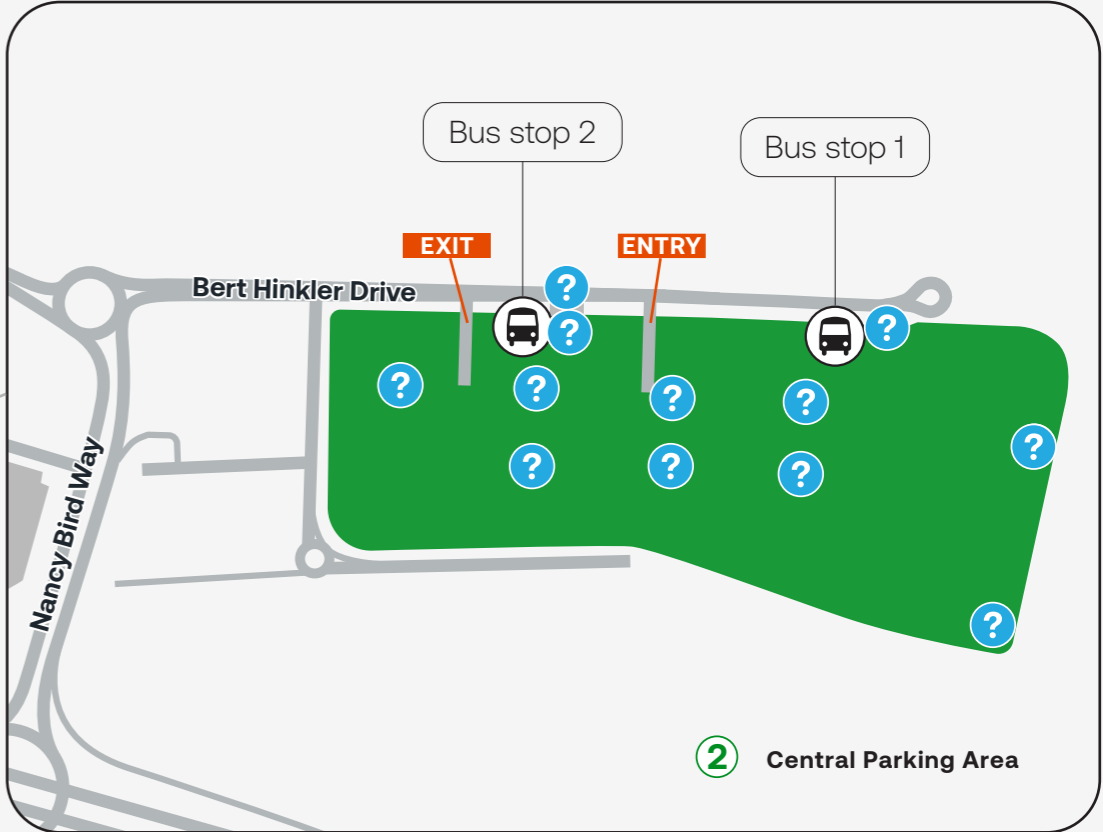 Bus stop 2
Bus stop 1
EXIT
ENTRY
Bert Hinkler Drive
?
?
?
?
?
?
?
?
?
?
?
?
?
Nancy Bird Way
2 Central Parking Area